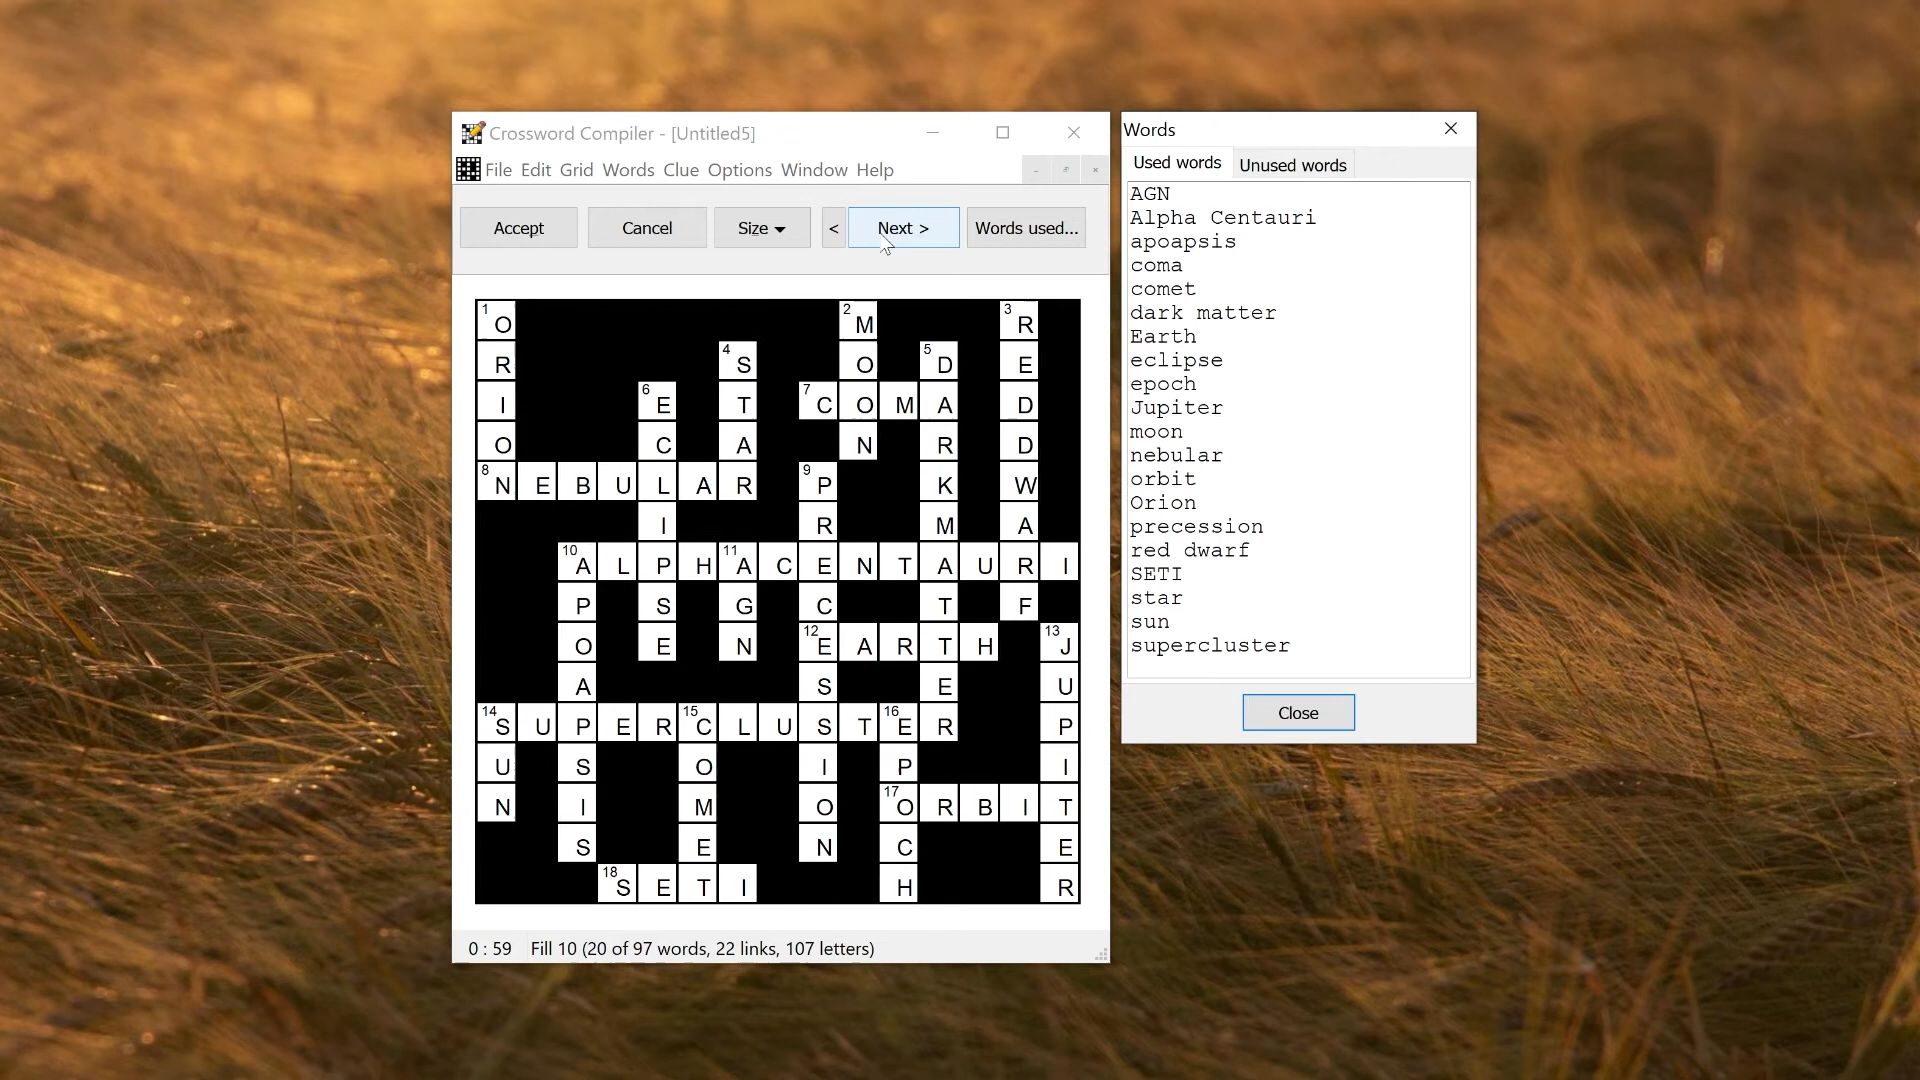 Crossword Compiler - [Untitled5]
File Edit Grid Words Clue Options Window Help
Accept Cancel Size < Next > Words used...
1 O 2 M 3 R
R 4 S O 5 D E
I 6 E T 7 C O M A D
O C A N R D
8 N E B U L A R 9 P K W
I R M A
10 A L P H 11 A C E N T A U R I
P S G C T F
O E N 12 E A R T H 13 J
A S E U
14 S U P E R 15 C L U S T 16 E R P
U S O I P I
N I M O 17 O R B I T
S E N C E
18 S E T I H R
0 : 59 Fill 10 (20 of 97 words, 22 links, 107 letters)
Words
Used words Unused words
AGN
Alpha Centauri
apoapsis
coma
comet
dark matter
Earth
eclipse
epoch
Jupiter
moon
nebular
orbit
Orion
precession
red dwarf
SETI
star
sun
supercluster
Close